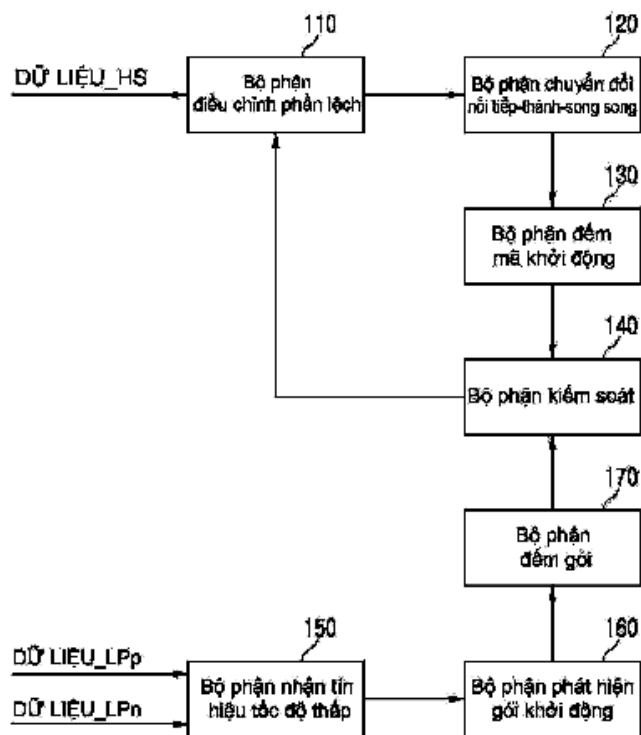 110
120
DỮ LIỆU_HS
Bộ phận
điều chỉnh phần lệch
Bộ phận chuyển đổi
nối tiếp-thành-song song
130
Bộ phận đếm
mã khởi động
140
Bộ phận kiểm soát
170
Bộ phận
đếm gói
150
160
DỮ LIỆU_LPp
DỮ LIỆU_LPn
Bộ phận nhận tín
hiệu tốc độ thấp
Bộ phận phát hiện
gói khởi động